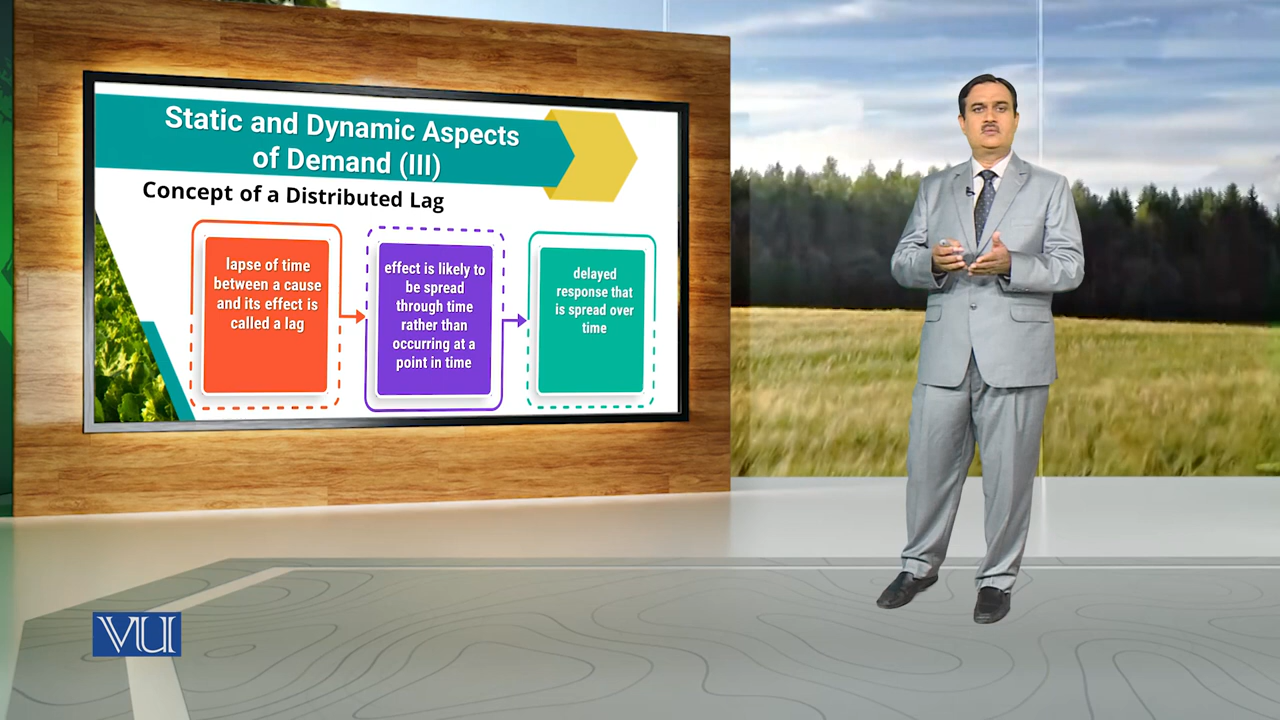 Static and Dynamic Aspects
of Demand (III)
Concept of a Distributed Lag
lapse of time
between a cause
and its effect is
called a lag
effect is likely to
be spread
through time
rather than
occurring at a
point in time
delayed
response that
is spread over
time
VU